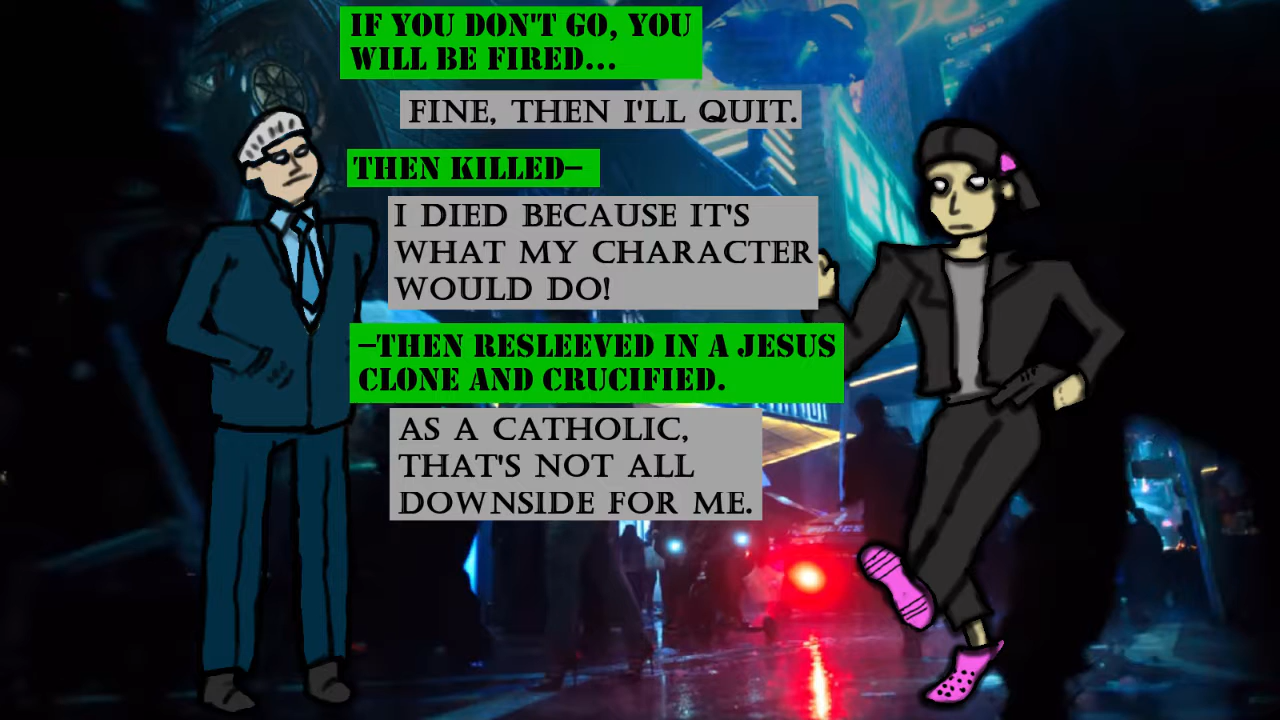 IF YOU DON'T GO, YOU
WILL BE FIRED...
FINE, THEN I'LL QUIT.
THEN KILLED–
I DIED BECAUSE IT'S
WHAT MY CHARACTER
WOULD DO!
–THEN RESLEEVED IN A JESUS
CLONE AND CRUCIFIED.
AS A CATHOLIC,
THAT'S NOT ALL
DOWNSIDE FOR ME.
POLICE